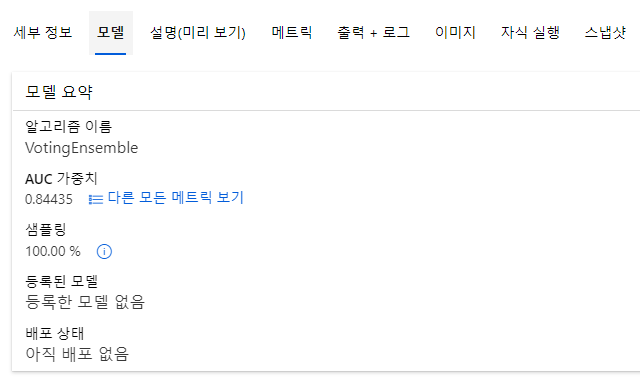 세부 정보 모델 설명(미리 보기) 메트릭 출력 + 로그 이미지 자식 실행 스냅샷
모델 요약
알고리즘 이름
VotingEnsemble
AUC 가중치
0.84435 다른 모든 메트릭 보기
샘플링
100.00 %
등록된 모델
등록한 모델 없음
배포 상태
아직 배포 없음